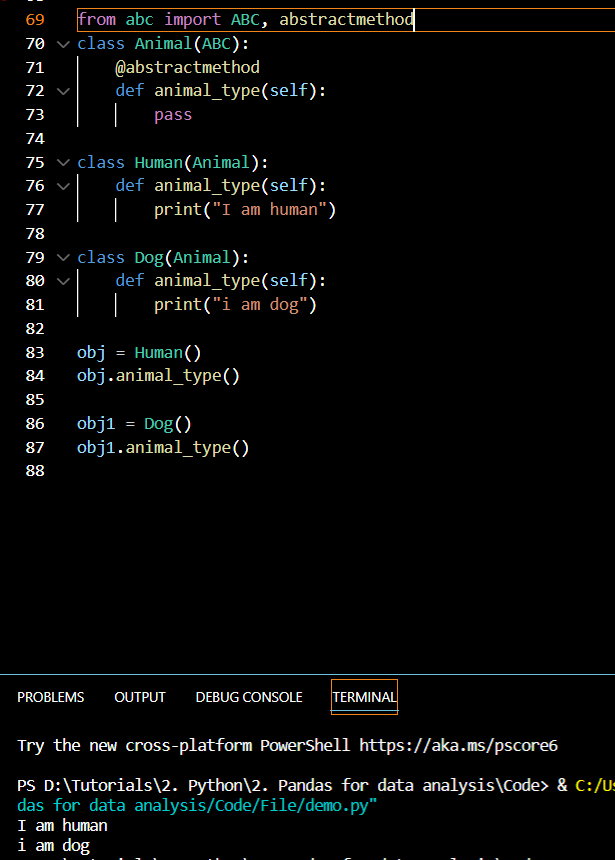 69 from abc import ABC, abstractmethod
70 class Animal(ABC):
71     @abstractmethod
72     def animal_type(self):
73         pass
74
75 class Human(Animal):
76     def animal_type(self):
77         print("I am human")
78
79 class Dog(Animal):
80     def animal_type(self):
81         print("i am dog")
82
83 obj = Human()
84 obj.animal_type()
85
86 obj1 = Dog()
87 obj1.animal_type()
88
PROBLEMS OUTPUT DEBUG CONSOLE TERMINAL
Try the new cross-platform PowerShell https://aka.ms/pscore6
PS D:\Tutorials\2. Python\2. Pandas for data analysis\Code> & C:/Us
das for data analysis/Code/File/demo.py"
I am human
i am dog